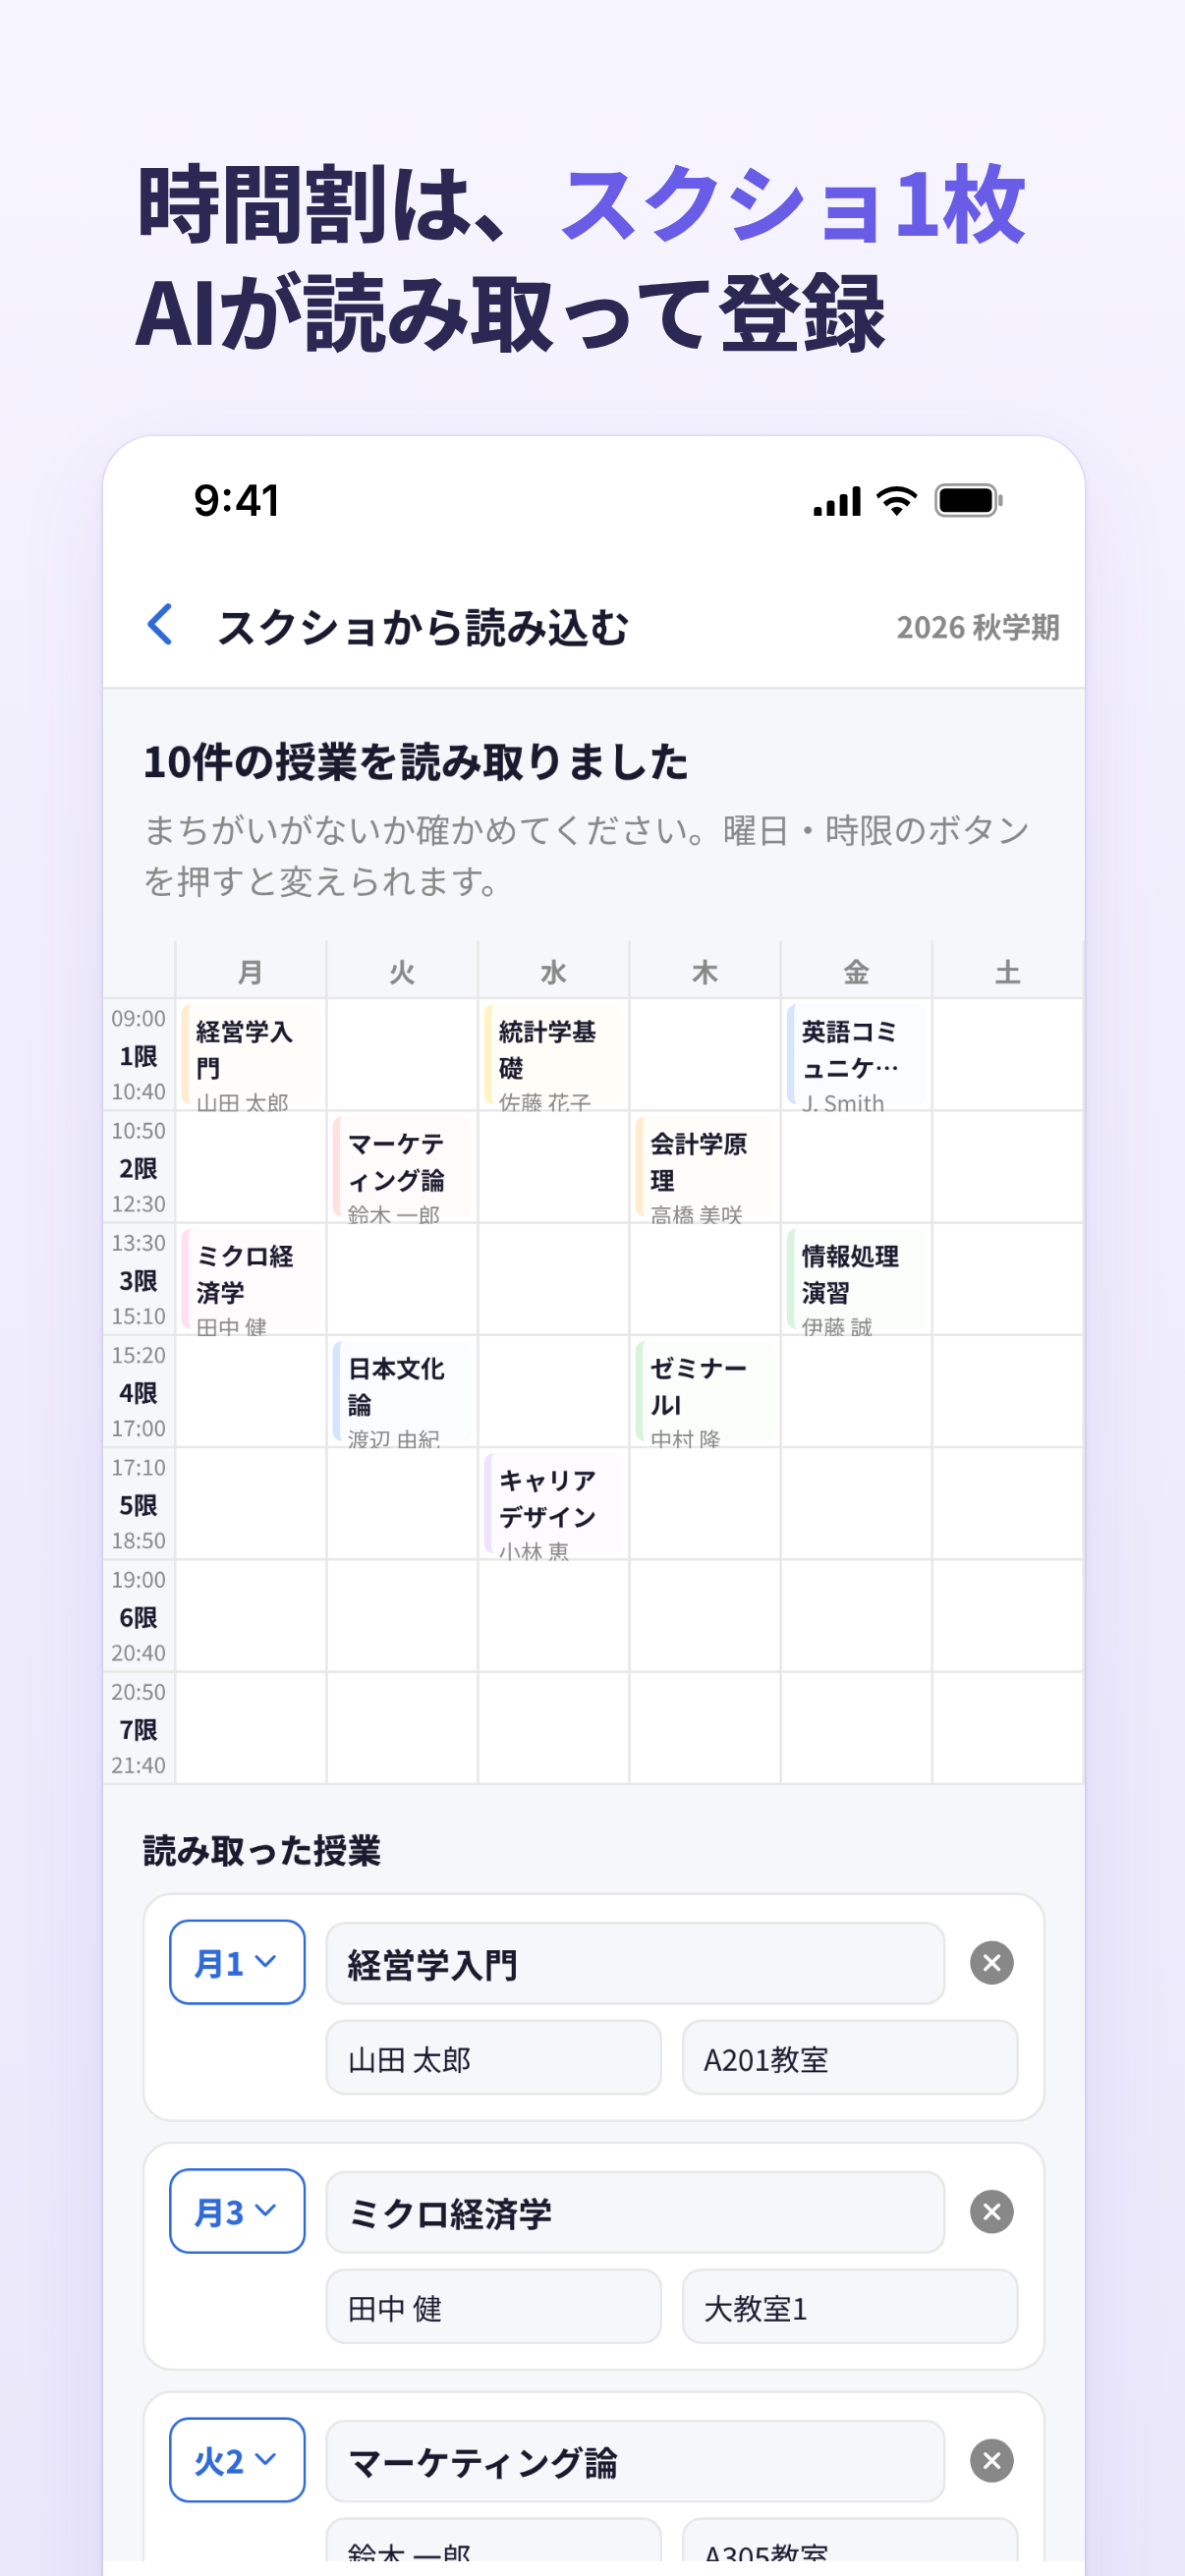 時間割は、スクショ1枚
AIが読み取って登録
9:41
スクショから読み込む
2026 秋学期
10件の授業を読み取りました
まちがいがないか確かめてください。曜日・時限のボタン
を押すと変えられます。
月 火 水 木 金 土
09:00
1限
10:40
経営学入
門
山田 太郎
統計学基
礎
佐藤 花子
英語コミ
ュニケ…
J. Smith
10:50
2限
12:30
マーケテ
ィング論
鈴木 一郎
会計学原
理
高橋 美咲
13:30
3限
15:10
ミクロ経
済学
田中 健
情報処理
演習
伊藤 誠
15:20
4限
17:00
日本文化
論
渡辺 由紀
ゼミナー
ルI
中村 隆
17:10
5限
18:50
キャリア
デザイン
小林 恵
19:00
6限
20:40
20:50
7限
21:40
読み取った授業
月1
経営学入門
山田 太郎
A201教室
月3
ミクロ経済学
田中 健
大教室1
火2
マーケティング論
鈴木 一郎
A305教室